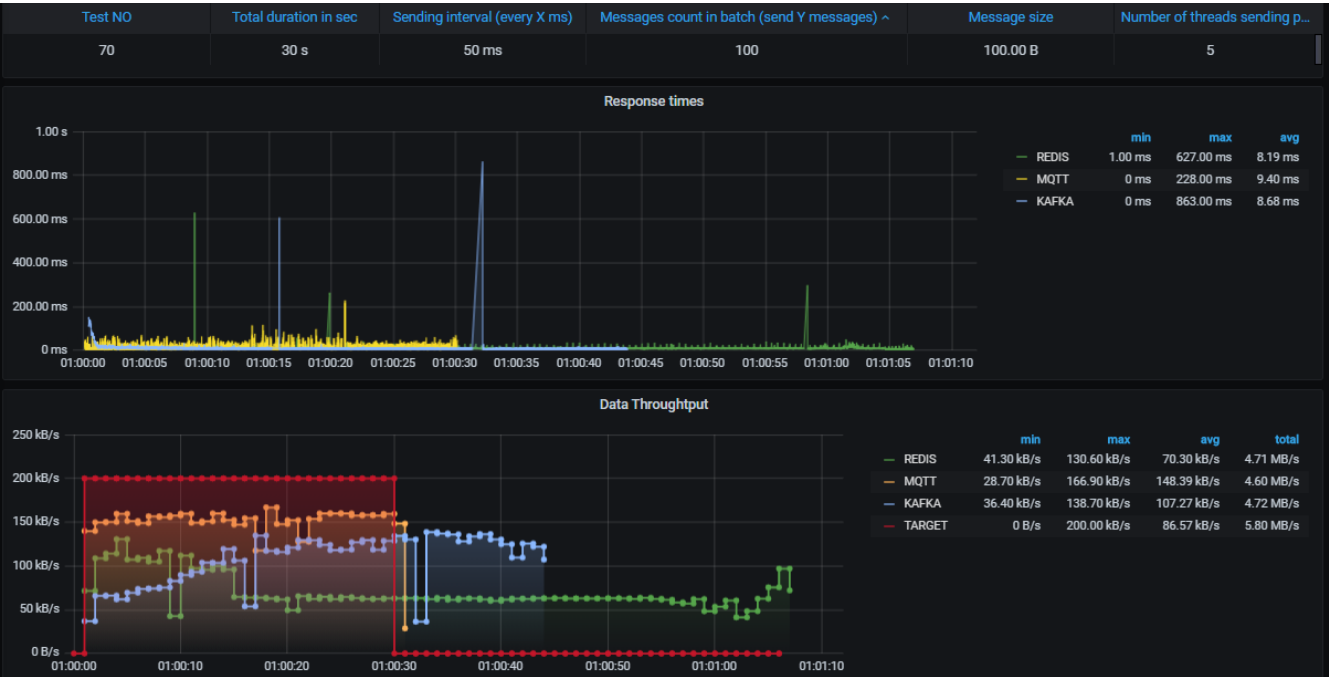 Test NO Total duration in sec Sending interval (every X ms) Messages count in batch (send Y messages) Message size Number of threads sending p...
70 30 s 50 ms 100 100.00 B 5
Response times
1.00 s
800.00 ms
600.00 ms
400.00 ms
200.00 ms
0 ms
01:00:00 01:00:05 01:00:10 01:00:15 01:00:20 01:00:25 01:00:30 01:00:35 01:00:40 01:00:45 01:00:50 01:00:55 01:01:00 01:01:05 01:01:10
min max avg
REDIS 1.00 ms 627.00 ms 8.19 ms
MQTT 0 ms 228.00 ms 9.40 ms
KAFKA 0 ms 863.00 ms 8.68 ms
Data Throughtput
250 kB/s
200 kB/s
150 kB/s
100 kB/s
50 kB/s
0 B/s
01:00:00 01:00:10 01:00:20 01:00:30 01:00:40 01:00:50 01:01:00 01:01:10
min max avg total
REDIS 41.30 kB/s 130.60 kB/s 70.30 kB/s 4.71 MB/s
MQTT 28.70 kB/s 166.90 kB/s 148.39 kB/s 4.60 MB/s
KAFKA 36.40 kB/s 138.70 kB/s 107.27 kB/s 4.72 MB/s
TARGET 0 B/s 200.00 kB/s 86.57 kB/s 5.80 MB/s